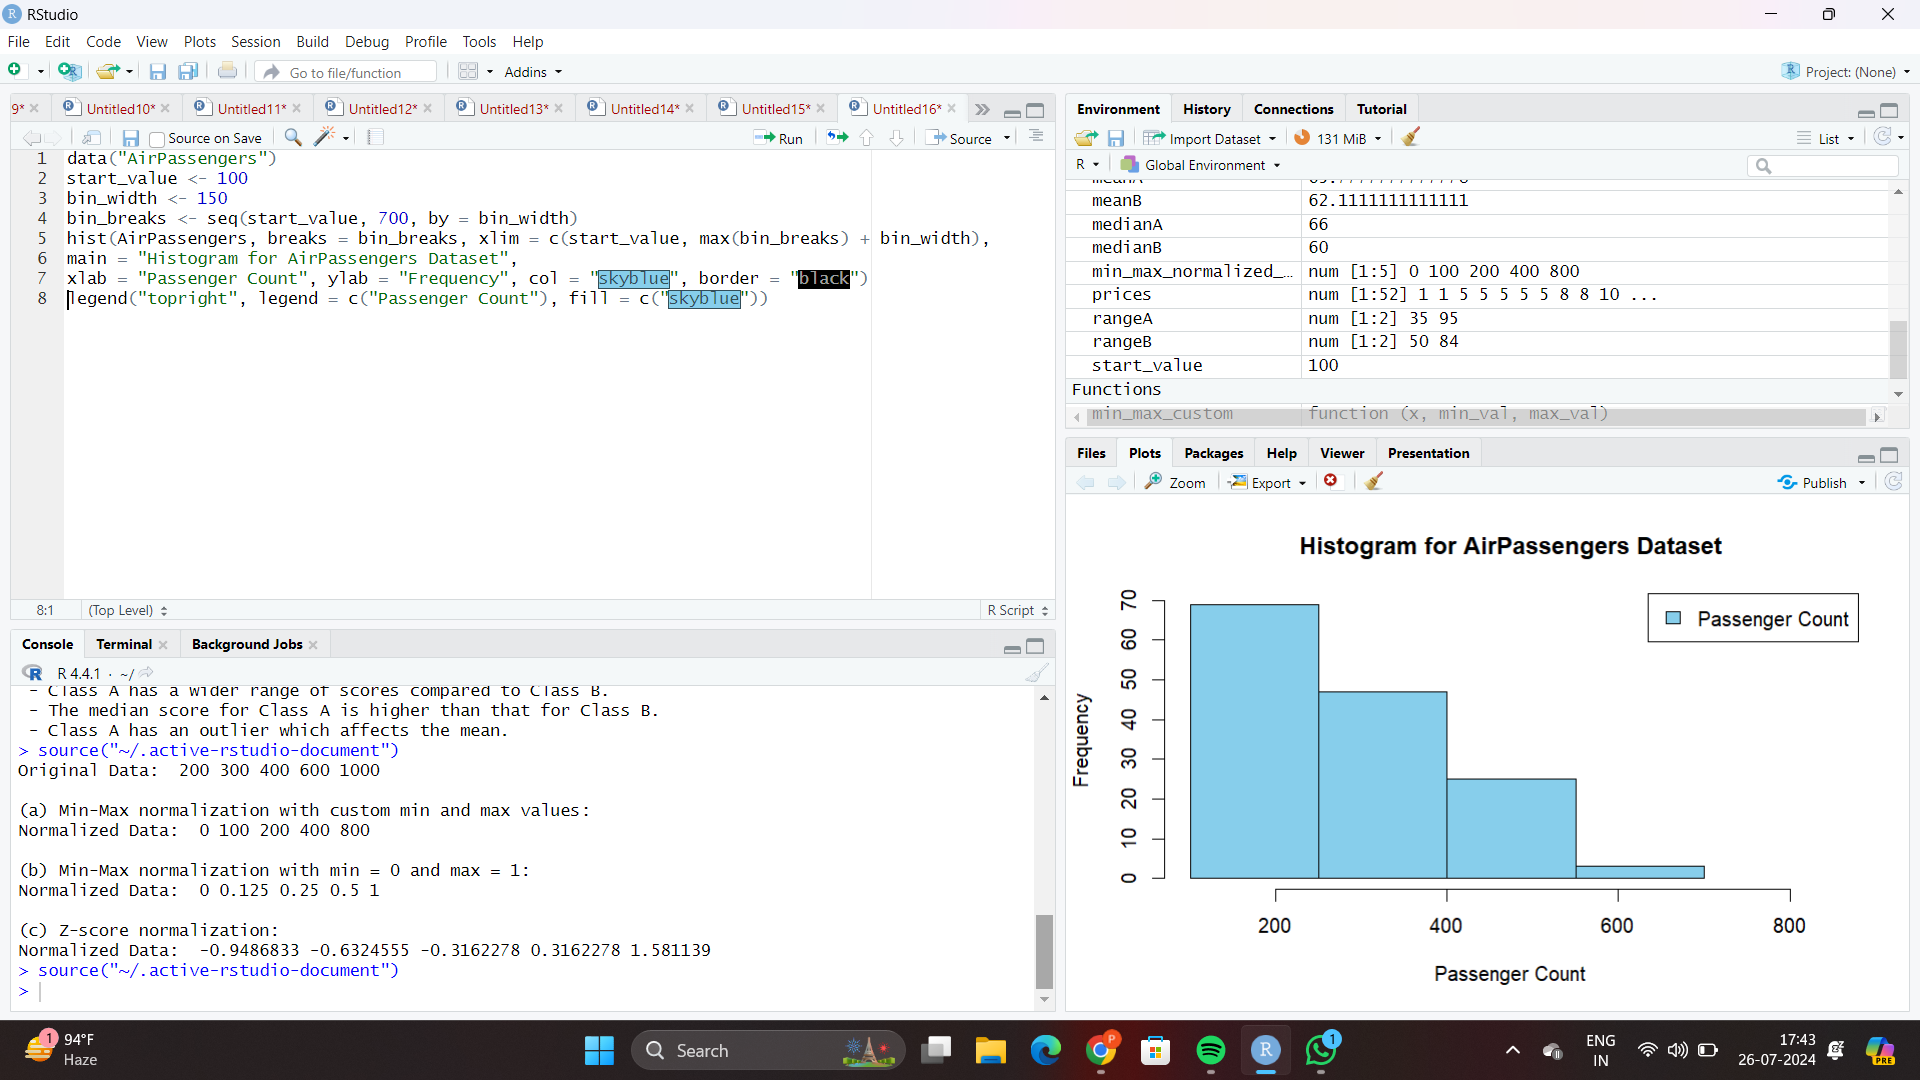 RStudio
File Edit Code View Plots Session Build Debug Profile Tools Help
Go to file/function Addins Project: (None)
9* Untitled10* Untitled11* Untitled12* Untitled13* Untitled14* Untitled15* Untitled16*
Source on Save Run Source
1 data("AirPassengers")
2 start_value <- 100
3 bin_width <- 150
4 bin_breaks <- seq(start_value, 700, by = bin_width)
5 hist(AirPassengers, breaks = bin_breaks, xlim = c(start_value, max(bin_breaks) + bin_width),
6 main = "Histogram for AirPassengers Dataset",
7 xlab = "Passenger Count", ylab = "Frequency", col = "skyblue", border = "black")
8 legend("topright", legend = c("Passenger Count"), fill = c("skyblue"))
8:1 (Top Level) R Script
Console Terminal Background Jobs
R 4.4.1 · ~/
- Class A has a wider range of scores compared to Class B.
- The median score for Class A is higher than that for Class B.
- Class A has an outlier which affects the mean.
> source("~/.active-rstudio-document")
Original Data: 200 300 400 600 1000
(a) Min-Max normalization with custom min and max values:
Normalized Data: 0 100 200 400 800
(b) Min-Max normalization with min = 0 and max = 1:
Normalized Data: 0 0.125 0.25 0.5 1
(c) Z-score normalization:
Normalized Data: -0.9486833 -0.6324555 -0.3162278 0.3162278 1.581139
> source("~/.active-rstudio-document")
>
Environment History Connections Tutorial
Import Dataset 131 MiB List
R Global Environment
meanB 62.1111111111111
medianA 66
medianB 60
min_max_normalized_… num [1:5] 0 100 200 400 800
prices num [1:52] 1 1 5 5 5 5 5 8 8 10 ...
rangeA num [1:2] 35 95
rangeB num [1:2] 50 84
start_value 100
Functions
min_max_custom function (x, min_val, max_val)
Files Plots Packages Help Viewer Presentation
Zoom Export Publish
Histogram for AirPassengers Dataset
Passenger Count
Frequency
0 10 20 30 40 50 60 70
200 400 600 800
Passenger Count
1 94°F
Haze
Search
P
R
1
PRE
ENG
IN
17:43
26-07-2024